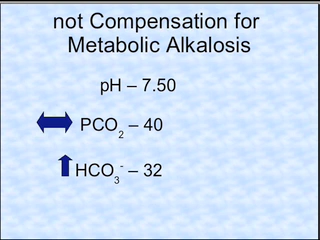 not Compensation for
Metabolic Alkalosis
pH – 7.50
PCO₂ – 40
HCO₃⁻ – 32